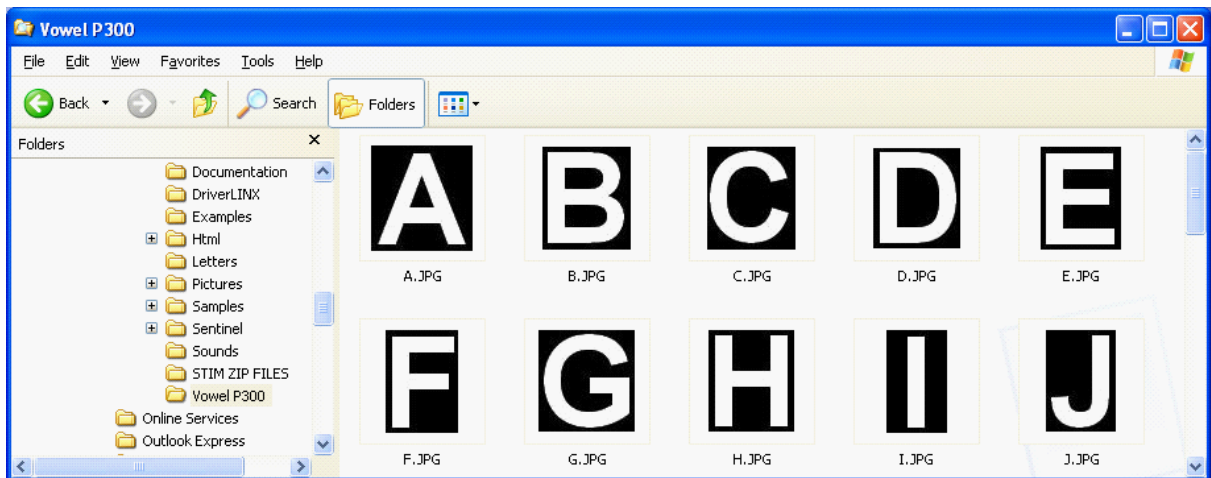 Vowel P300
File Edit View Favorites Tools Help
Back Search Folders
Folders
Documentation
DriverLINX
Examples
Html
Letters
Pictures
Samples
Sentinel
Sounds
STIM ZIP FILES
Vowel P300
Online Services
Outlook Express
A B C D E
A.JPG B.JPG C.JPG D.JPG E.JPG
F G H I J
F.JPG G.JPG H.JPG I.JPG J.JPG